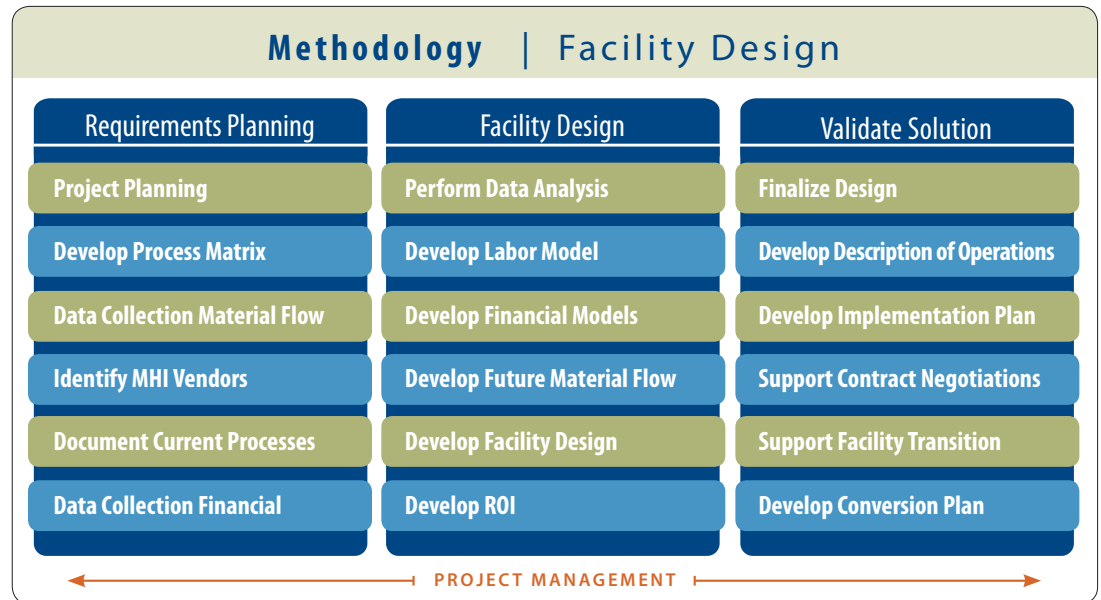 Methodology | Facility Design
Requirements Planning
Project Planning
Develop Process Matrix
Data Collection Material Flow
Identify MHI Vendors
Document Current Processes
Data Collection Financial
Facility Design
Perform Data Analysis
Develop Labor Model
Develop Financial Models
Develop Future Material Flow
Develop Facility Design
Develop ROI
Validate Solution
Finalize Design
Develop Description of Operations
Develop Implementation Plan
Support Contract Negotiations
Support Facility Transition
Develop Conversion Plan
PROJECT MANAGEMENT